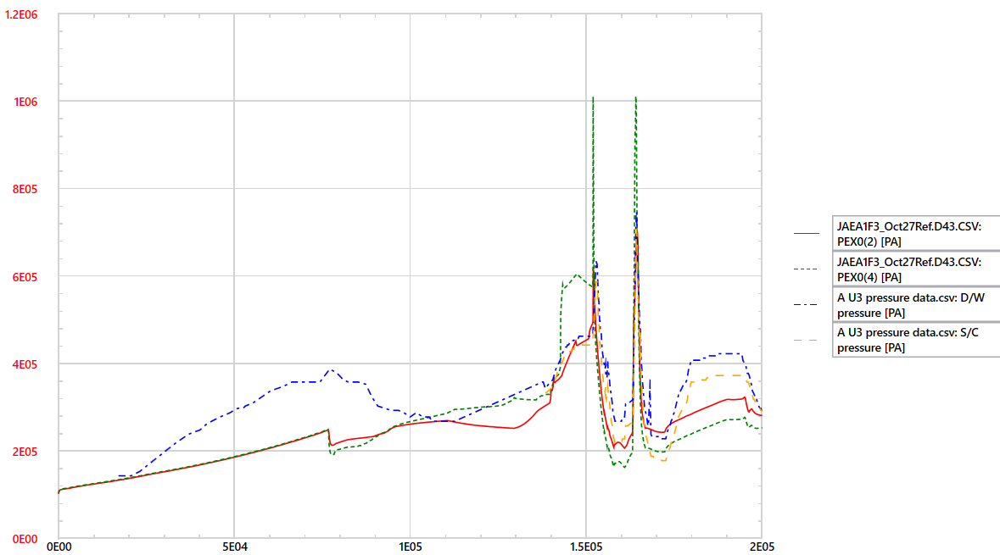 1.2E06
1E06
8E05
6E05
4E05
2E05
0E00
0E00
5E04
1E05
1.5E05
2E05
JAEA1F3_Oct27Ref.D43.CSV:
PEX0(2) [PA]
JAEA1F3_Oct27Ref.D43.CSV:
PEX0(4) [PA]
A U3 pressure data.csv: D/W
pressure [PA]
A U3 pressure data.csv: S/C
pressure [PA]